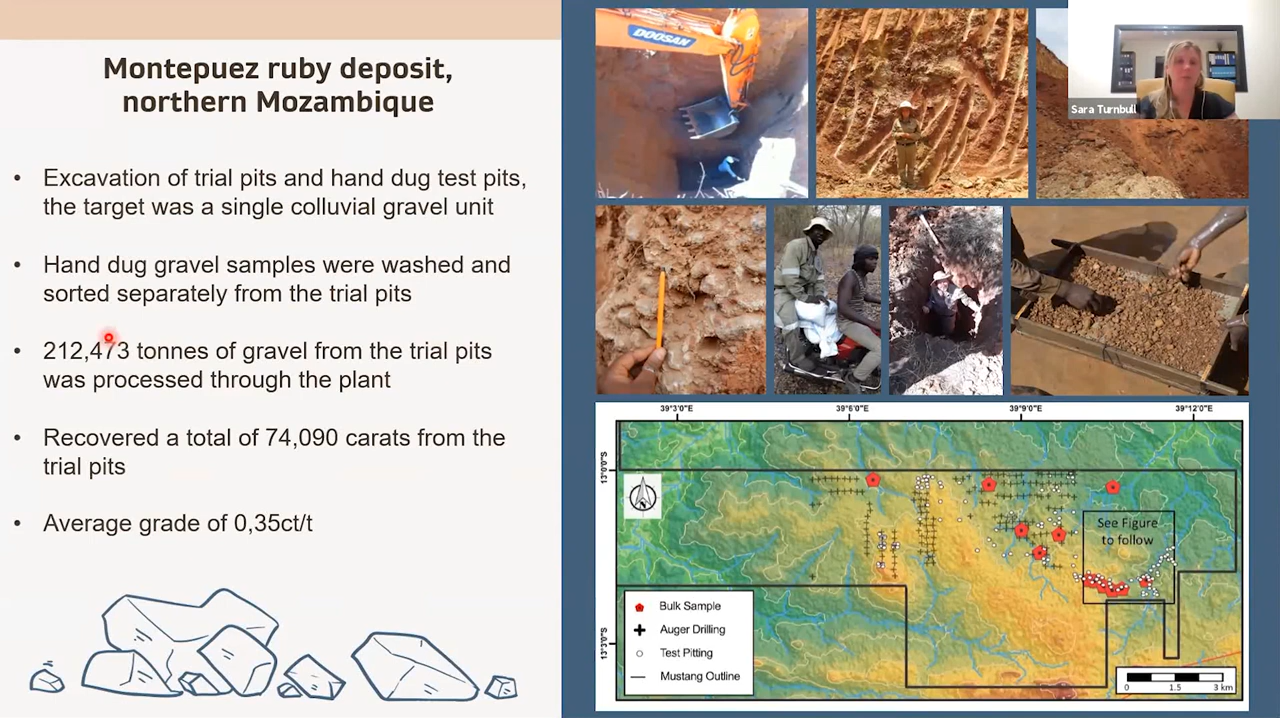 Montepuez ruby deposit,
northern Mozambique
• Excavation of trial pits and hand dug test pits,
the target was a single colluvial gravel unit
• Hand dug gravel samples were washed and
sorted separately from the trial pits
• 212,473 tonnes of gravel from the trial pits
was processed through the plant
• Recovered a total of 74,090 carats from the
trial pits
• Average grade of 0,35ct/t
DOOSAN
Sara Turnbull
39°3'0"E 39°6'0"E 39°9'0"E 39°12'0"E
13°0'0"S
13°3'0"S
See Figure
to follow
Bulk Sample
Auger Drilling
Test Pitting
Mustang Outline
0 1.5 3 km